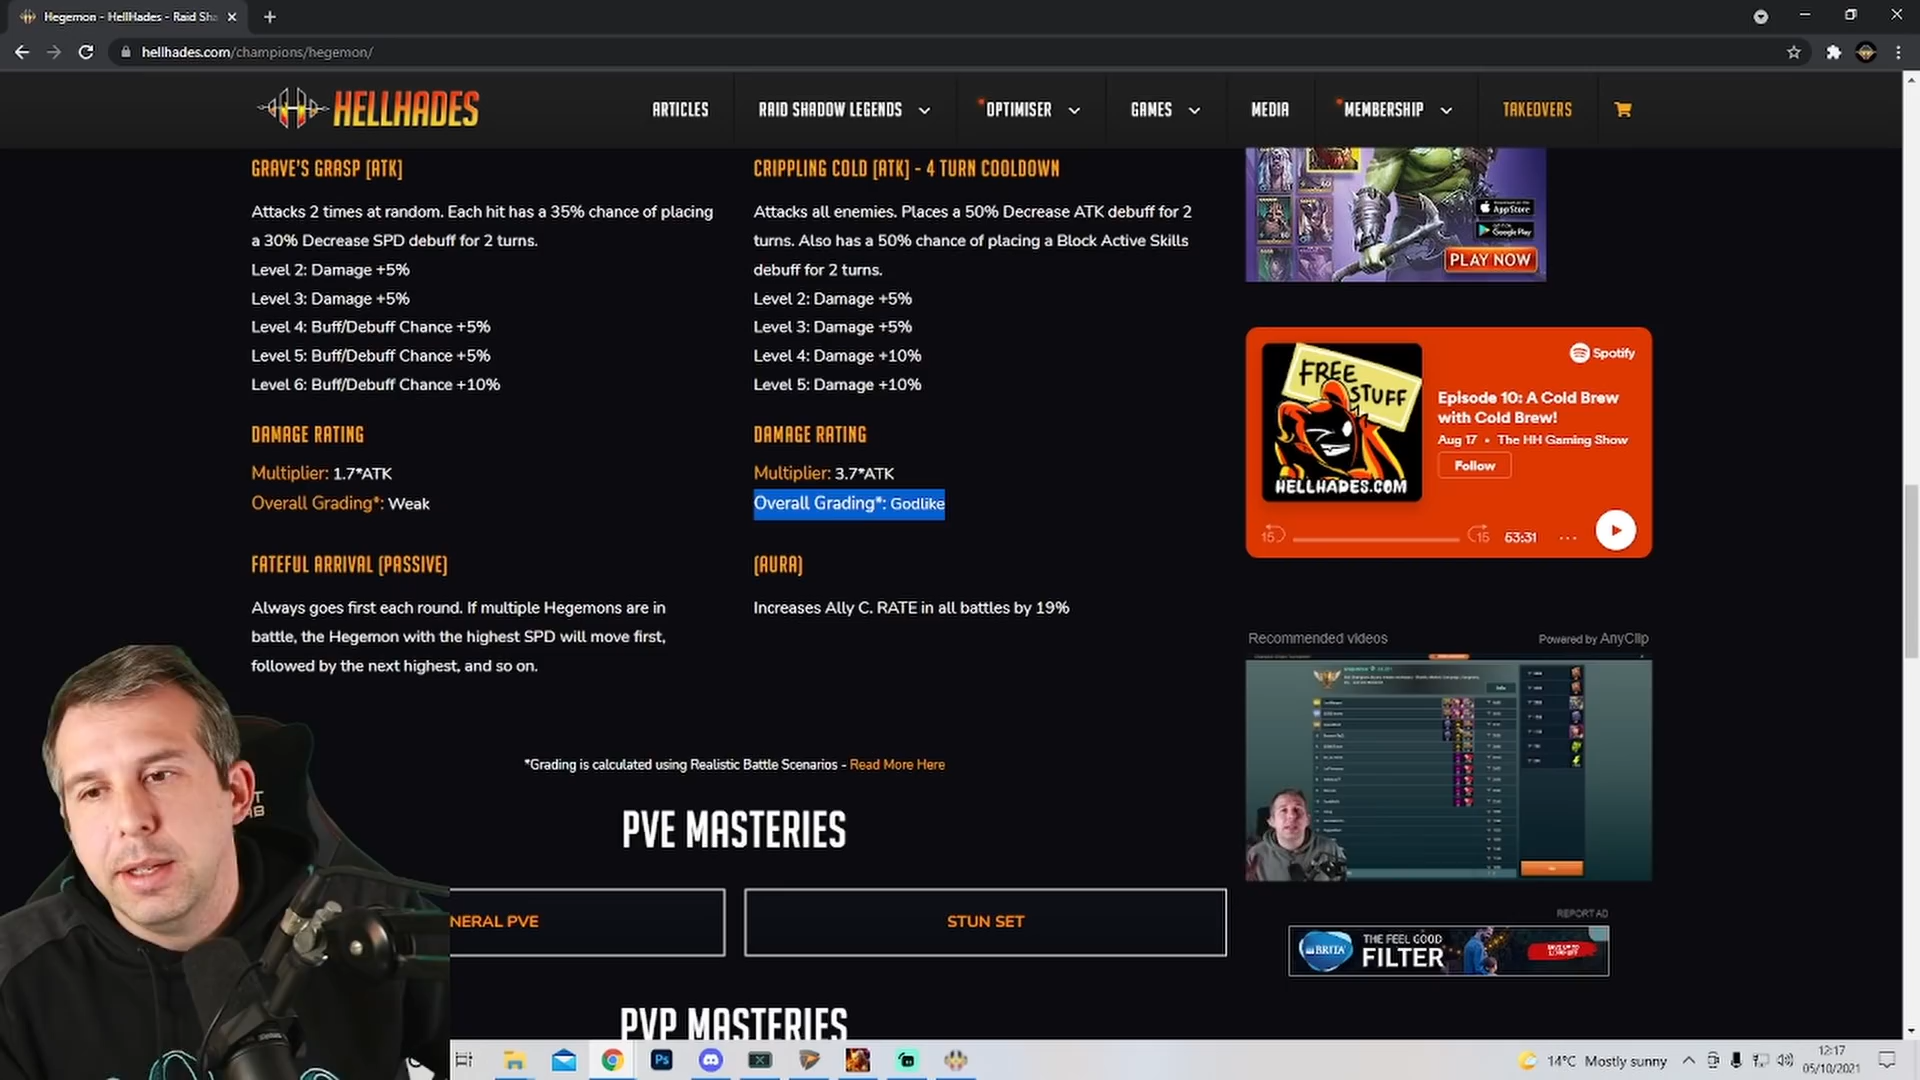 Hegemon - HellHades - Raid Sha
hellhades.com/champions/hegemon/
HELLHADES
ARTICLES
RAID SHADOW LEGENDS
OPTIMISER
GAMES
MEDIA
MEMBERSHIP
TAKEOVERS
GRAVE'S GRASP [ATK]
Attacks 2 times at random. Each hit has a 35% chance of placing
a 30% Decrease SPD debuff for 2 turns.
Level 2: Damage +5%
Level 3: Damage +5%
Level 4: Buff/Debuff Chance +5%
Level 5: Buff/Debuff Chance +5%
Level 6: Buff/Debuff Chance +10%
DAMAGE RATING
Multiplier: 1.7*ATK
Overall Grading*: Weak
CRIPPLING COLD [ATK] - 4 TURN COOLDOWN
Attacks all enemies. Places a 50% Decrease ATK debuff for 2
turns. Also has a 50% chance of placing a Block Active Skills
debuff for 2 turns.
Level 2: Damage +5%
Level 3: Damage +5%
Level 4: Damage +10%
Level 5: Damage +10%
DAMAGE RATING
Multiplier: 3.7*ATK
Overall Grading*: Godlike
FATEFUL ARRIVAL [PASSIVE]
Always goes first each round. If multiple Hegemons are in
battle, the Hegemon with the highest SPD will move first,
followed by the next highest, and so on.
[AURA]
Increases Ally C. RATE in all battles by 19%
*Grading is calculated using Realistic Battle Scenarios - Read More Here
PVE MASTERIES
NERAL PVE
STUN SET
PVP MASTERIES
App Store
Google Play
PLAY NOW
FREE
STUFF
HELLHADES.COM
Spotify
Episode 10: A Cold Brew
with Cold Brew!
Aug 17 • The HH Gaming Show
Follow
15
15
53:31
Recommended videos
Powered by AnyClip
REPORT AD
BRITA
THE FEEL GOOD
FILTER
Ps
14°C Mostly sunny
12:17
05/10/2021